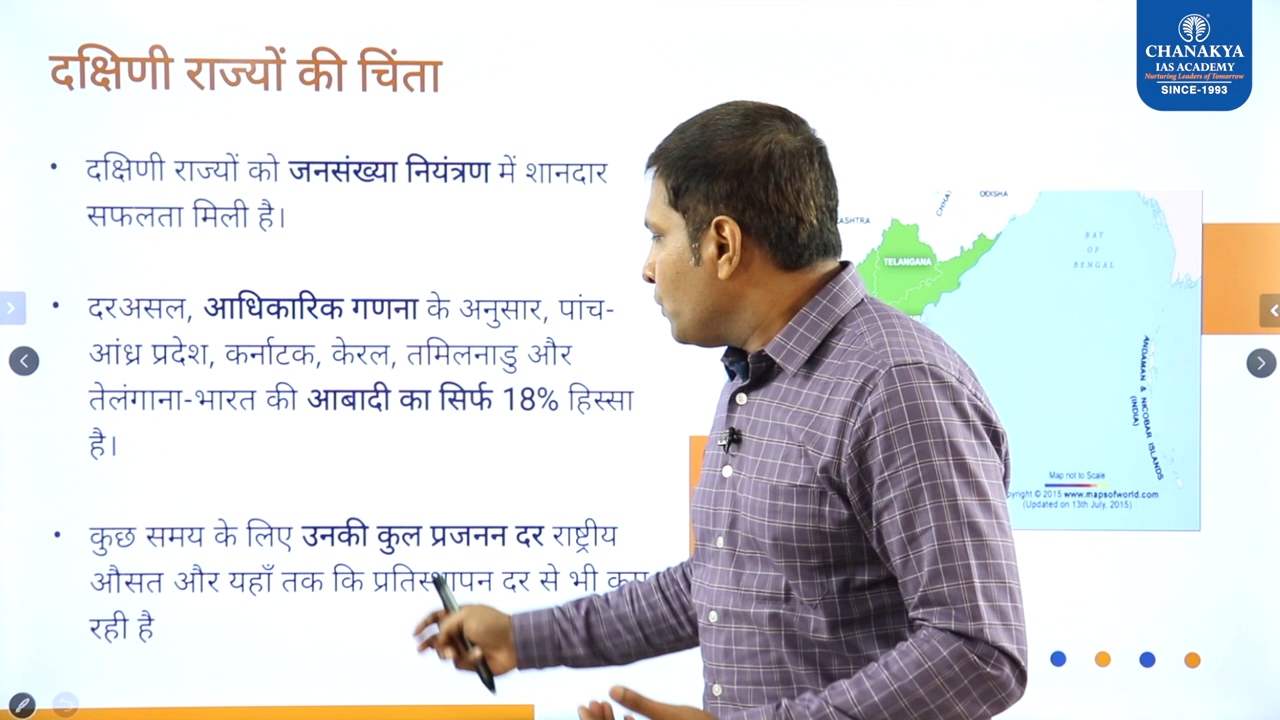 दक्षिणी राज्यों की चिंता
CHANAKYA
IAS ACADEMY
Nurturing Leaders of Tomorrow
SINCE-1993
• दक्षिणी राज्यों को जनसंख्या नियंत्रण में शानदार
सफलता मिली है।
• दरअसल, आधिकारिक गणना के अनुसार, पांच-
आंध्र प्रदेश, कर्नाटक, केरल, तमिलनाडु और
तेलंगाना-भारत की आबादी का सिर्फ 18% हिस्सा
है।
• कुछ समय के लिए उनकी कुल प्रजनन दर राष्ट्रीय
औसत और यहाँ तक कि प्रतिस्थापन दर से भी कम
रही है
ODISHA
TELANGANA
BAY
OF
BENGAL
ANDAMAN & NICOBAR ISLANDS
(INDIA)
Map not to Scale
© 2015 www.mapsofworld.com
(Updated on 13th July, 2015)